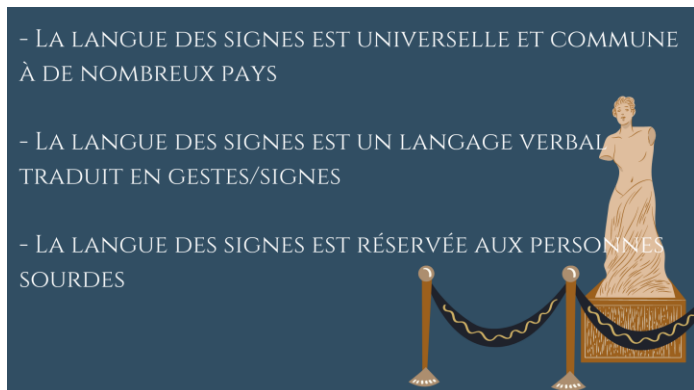 - La langue des signes est universelle et commune
à de nombreux pays
- La langue des signes est un langage verbal
traduit en gestes/signes
- La langue des signes est réservée aux personnes
sourdes